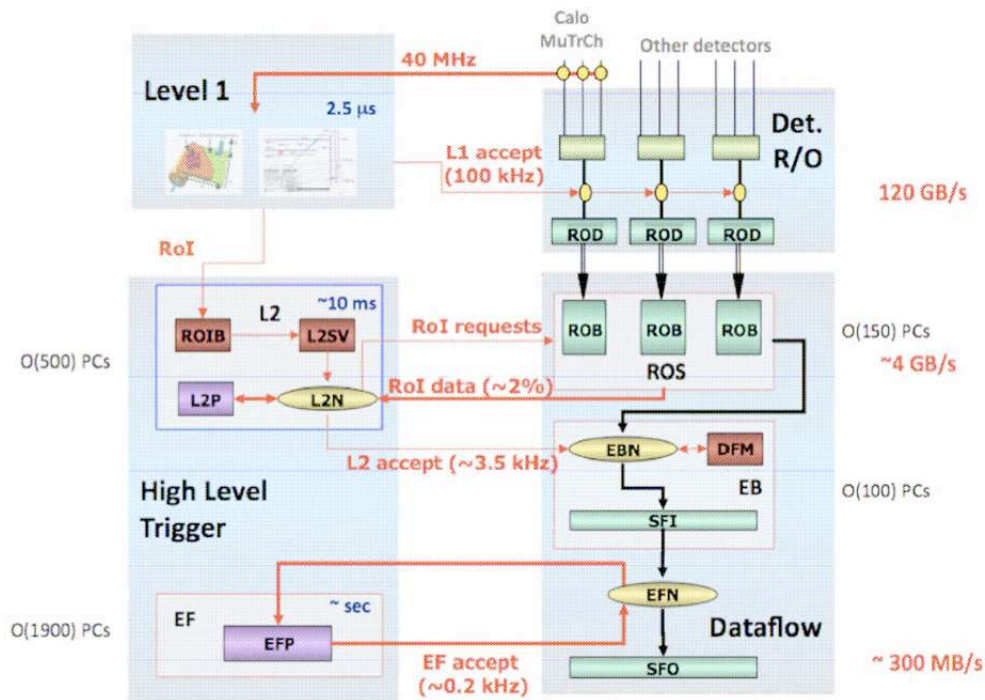 Calo
MuTrCh
Other detectors
40 MHz
Level 1
2.5 μs
Det.
R/O
L1 accept
(100 kHz)
120 GB/s
ROD
ROD
ROD
RoI
~10 ms
L2
ROIB
L2SV
RoI requests
ROB
ROB
ROB
O(150) PCs
O(500) PCs
ROS
~4 GB/s
L2P
L2N
RoI data (~2%)
L2 accept (~3.5 kHz)
EBN
DFM
EB
O(100) PCs
High Level
Trigger
SFI
EFN
~ sec
EF
O(1900) PCs
EFP
Dataflow
EF accept
(~0.2 kHz)
SFO
~ 300 MB/s